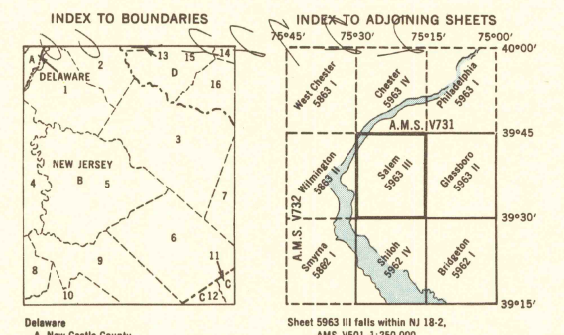 INDEX TO BOUNDARIES
A
DELAWARE
1
2
13
15
14
D
16
3
NEW JERSEY
B 5
4
7
6
9
8
10
11
C
C
12
Delaware
A. New Castle County
INDEX TO ADJOINING SHEETS
75°45' 75°30' 75°15' 75°00'
40°00'
West Chester
5863 I
Chester
5963 IV
Philadelphia
5963 I
A.M.S. V731
39°45'
Wilmington
5863 II
Salem
5963 III
Glassboro
5963 II
A.M.S. V732
39°30'
Smyrna
5862 I
Shiloh
5962 IV
Bridgeton
5962 I
39°15'
Sheet 5963 III falls within NJ 18-2,
AMS V501, 1:250,000